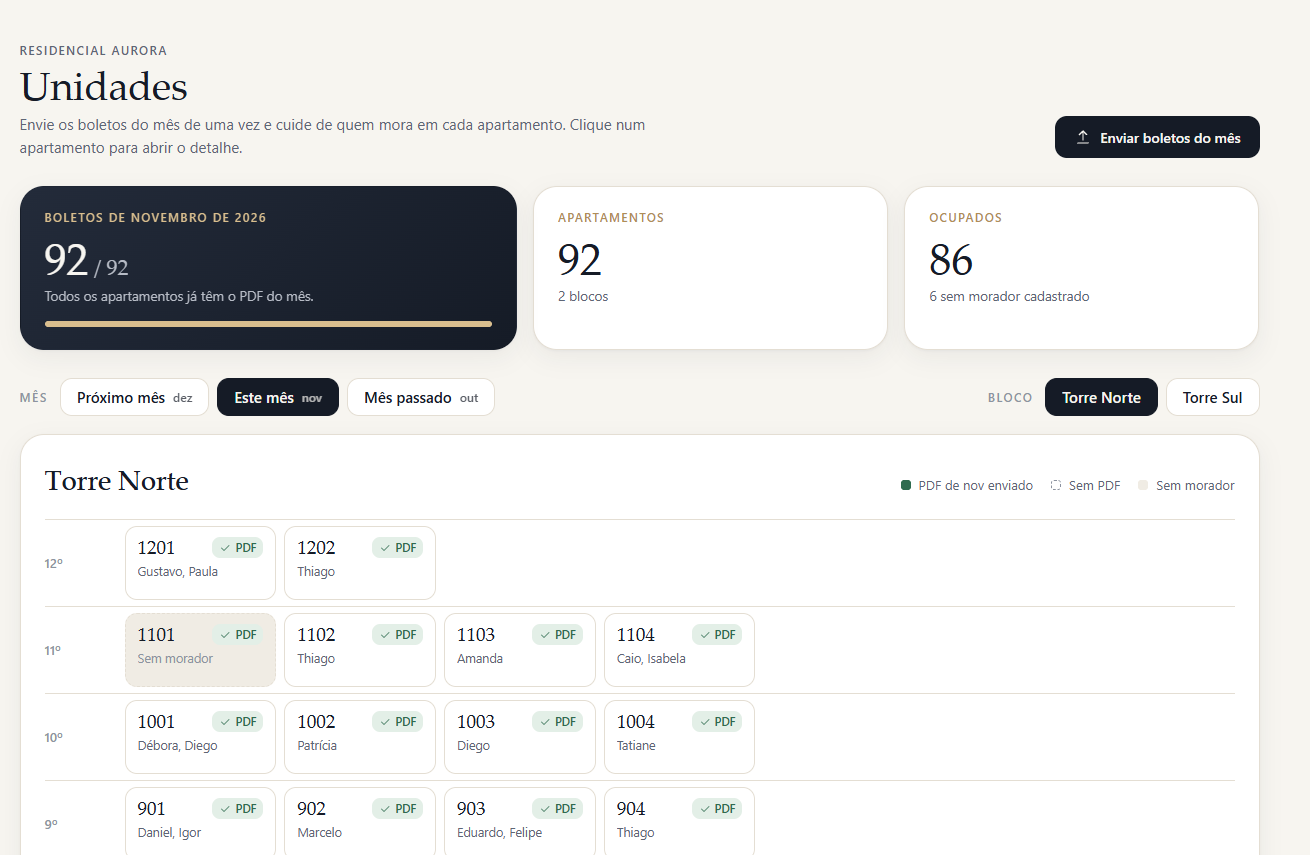 RESIDENCIAL AURORA
Unidades
Envie os boletos do mês de uma vez e cuide de quem mora em cada apartamento. Clique num
apartamento para abrir o detalhe.
Enviar boletos do mês
BOLETOS DE NOVEMBRO DE 2026
92 / 92
Todos os apartamentos já têm o PDF do mês.
APARTAMENTOS
92
2 blocos
OCUPADOS
86
6 sem morador cadastrado
MÊS Próximo mês dez Este mês nov Mês passado out BLOCO Torre Norte Torre Sul
Torre Norte
PDF de nov enviado Sem PDF Sem morador
12º
1201 PDF
Gustavo, Paula
1202 PDF
Thiago
11º
1101 PDF
Sem morador
1102 PDF
Thiago
1103 PDF
Amanda
1104 PDF
Caio, Isabela
10º
1001 PDF
Débora, Diego
1002 PDF
Patrícia
1003 PDF
Diego
1004 PDF
Tatiane
9º
901 PDF
Daniel, Igor
902 PDF
Marcelo
903 PDF
Eduardo, Felipe
904 PDF
Thiago